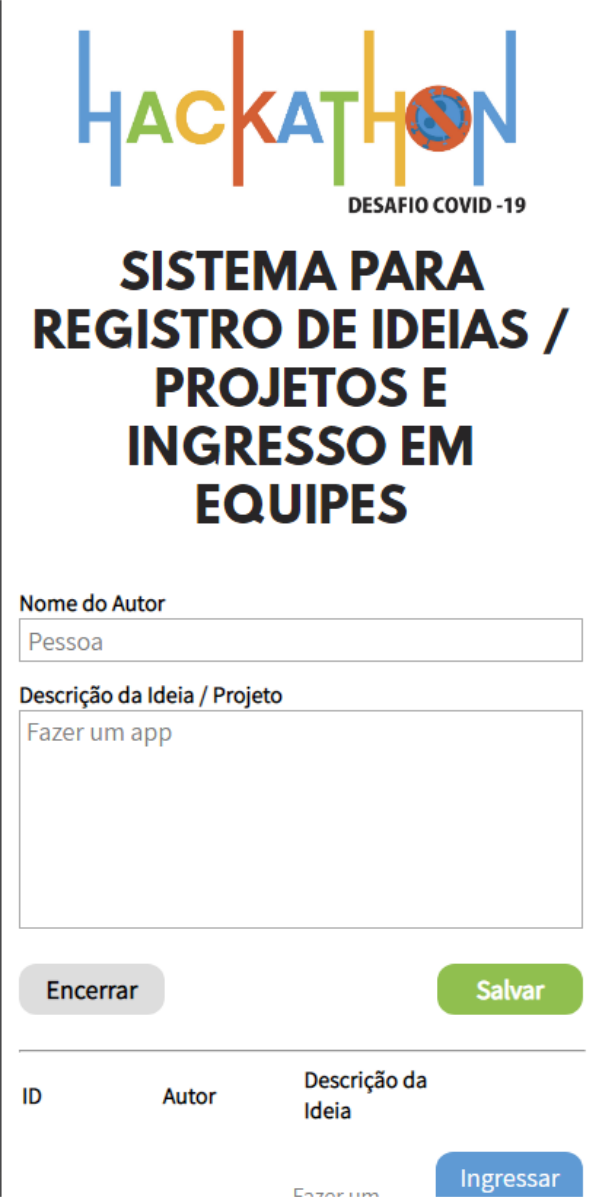 HACKATHON
DESAFIO COVID -19
SISTEMA PARA
REGISTRO DE IDEIAS /
PROJETOS E
INGRESSO EM
EQUIPES
Nome do Autor
Pessoa
Descrição da Ideia / Projeto
Fazer um app
Encerrar
Salvar
ID
Autor
Descrição da
Ideia
Ingressar
Fazer um